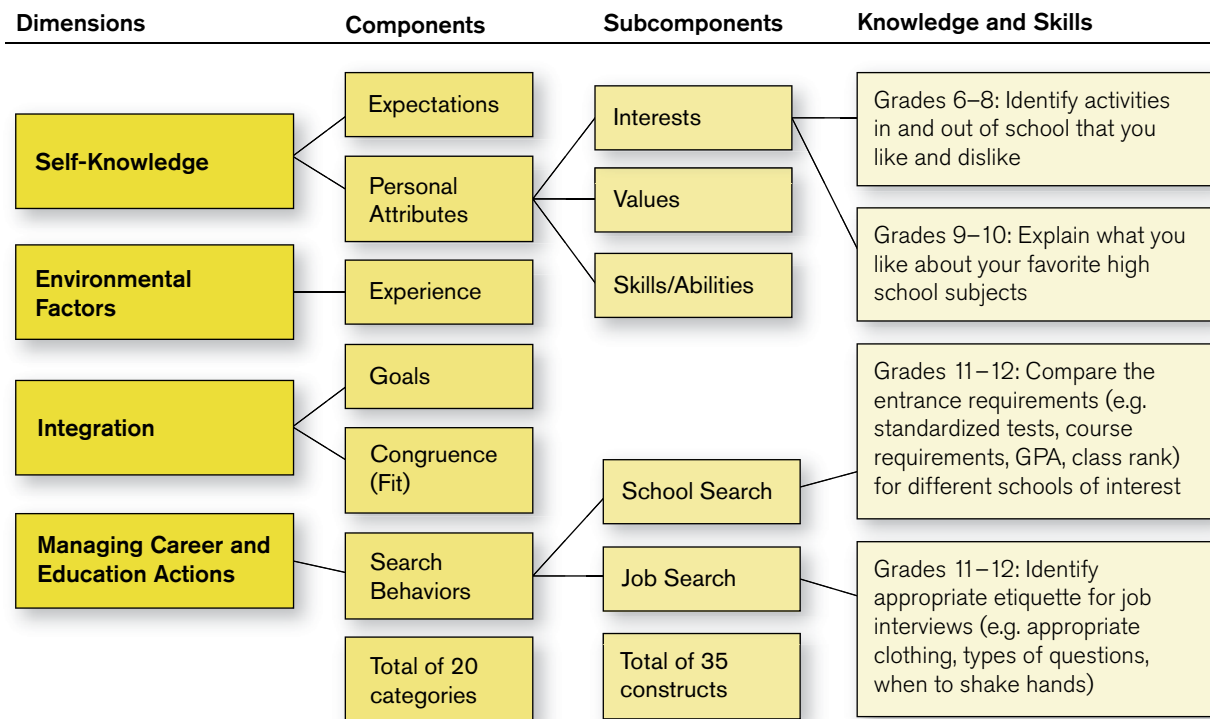 Dimensions
Components
Subcomponents
Knowledge and Skills
Self-Knowledge
Environmental
Factors
Integration
Managing Career and
Education Actions
Expectations
Personal
Attributes
Experience
Goals
Congruence
(Fit)
Search
Behaviors
Total of 20
categories
Interests
Values
Skills/Abilities
School Search
Job Search
Total of 35
constructs
Grades 6–8: Identify activities
in and out of school that you
like and dislike
Grades 9–10: Explain what you
like about your favorite high
school subjects
Grades 11–12: Compare the
entrance requirements (e.g.
standardized tests, course
requirements, GPA, class rank)
for different schools of interest
Grades 11–12: Identify
appropriate etiquette for job
interviews (e.g. appropriate
clothing, types of questions,
when to shake hands)